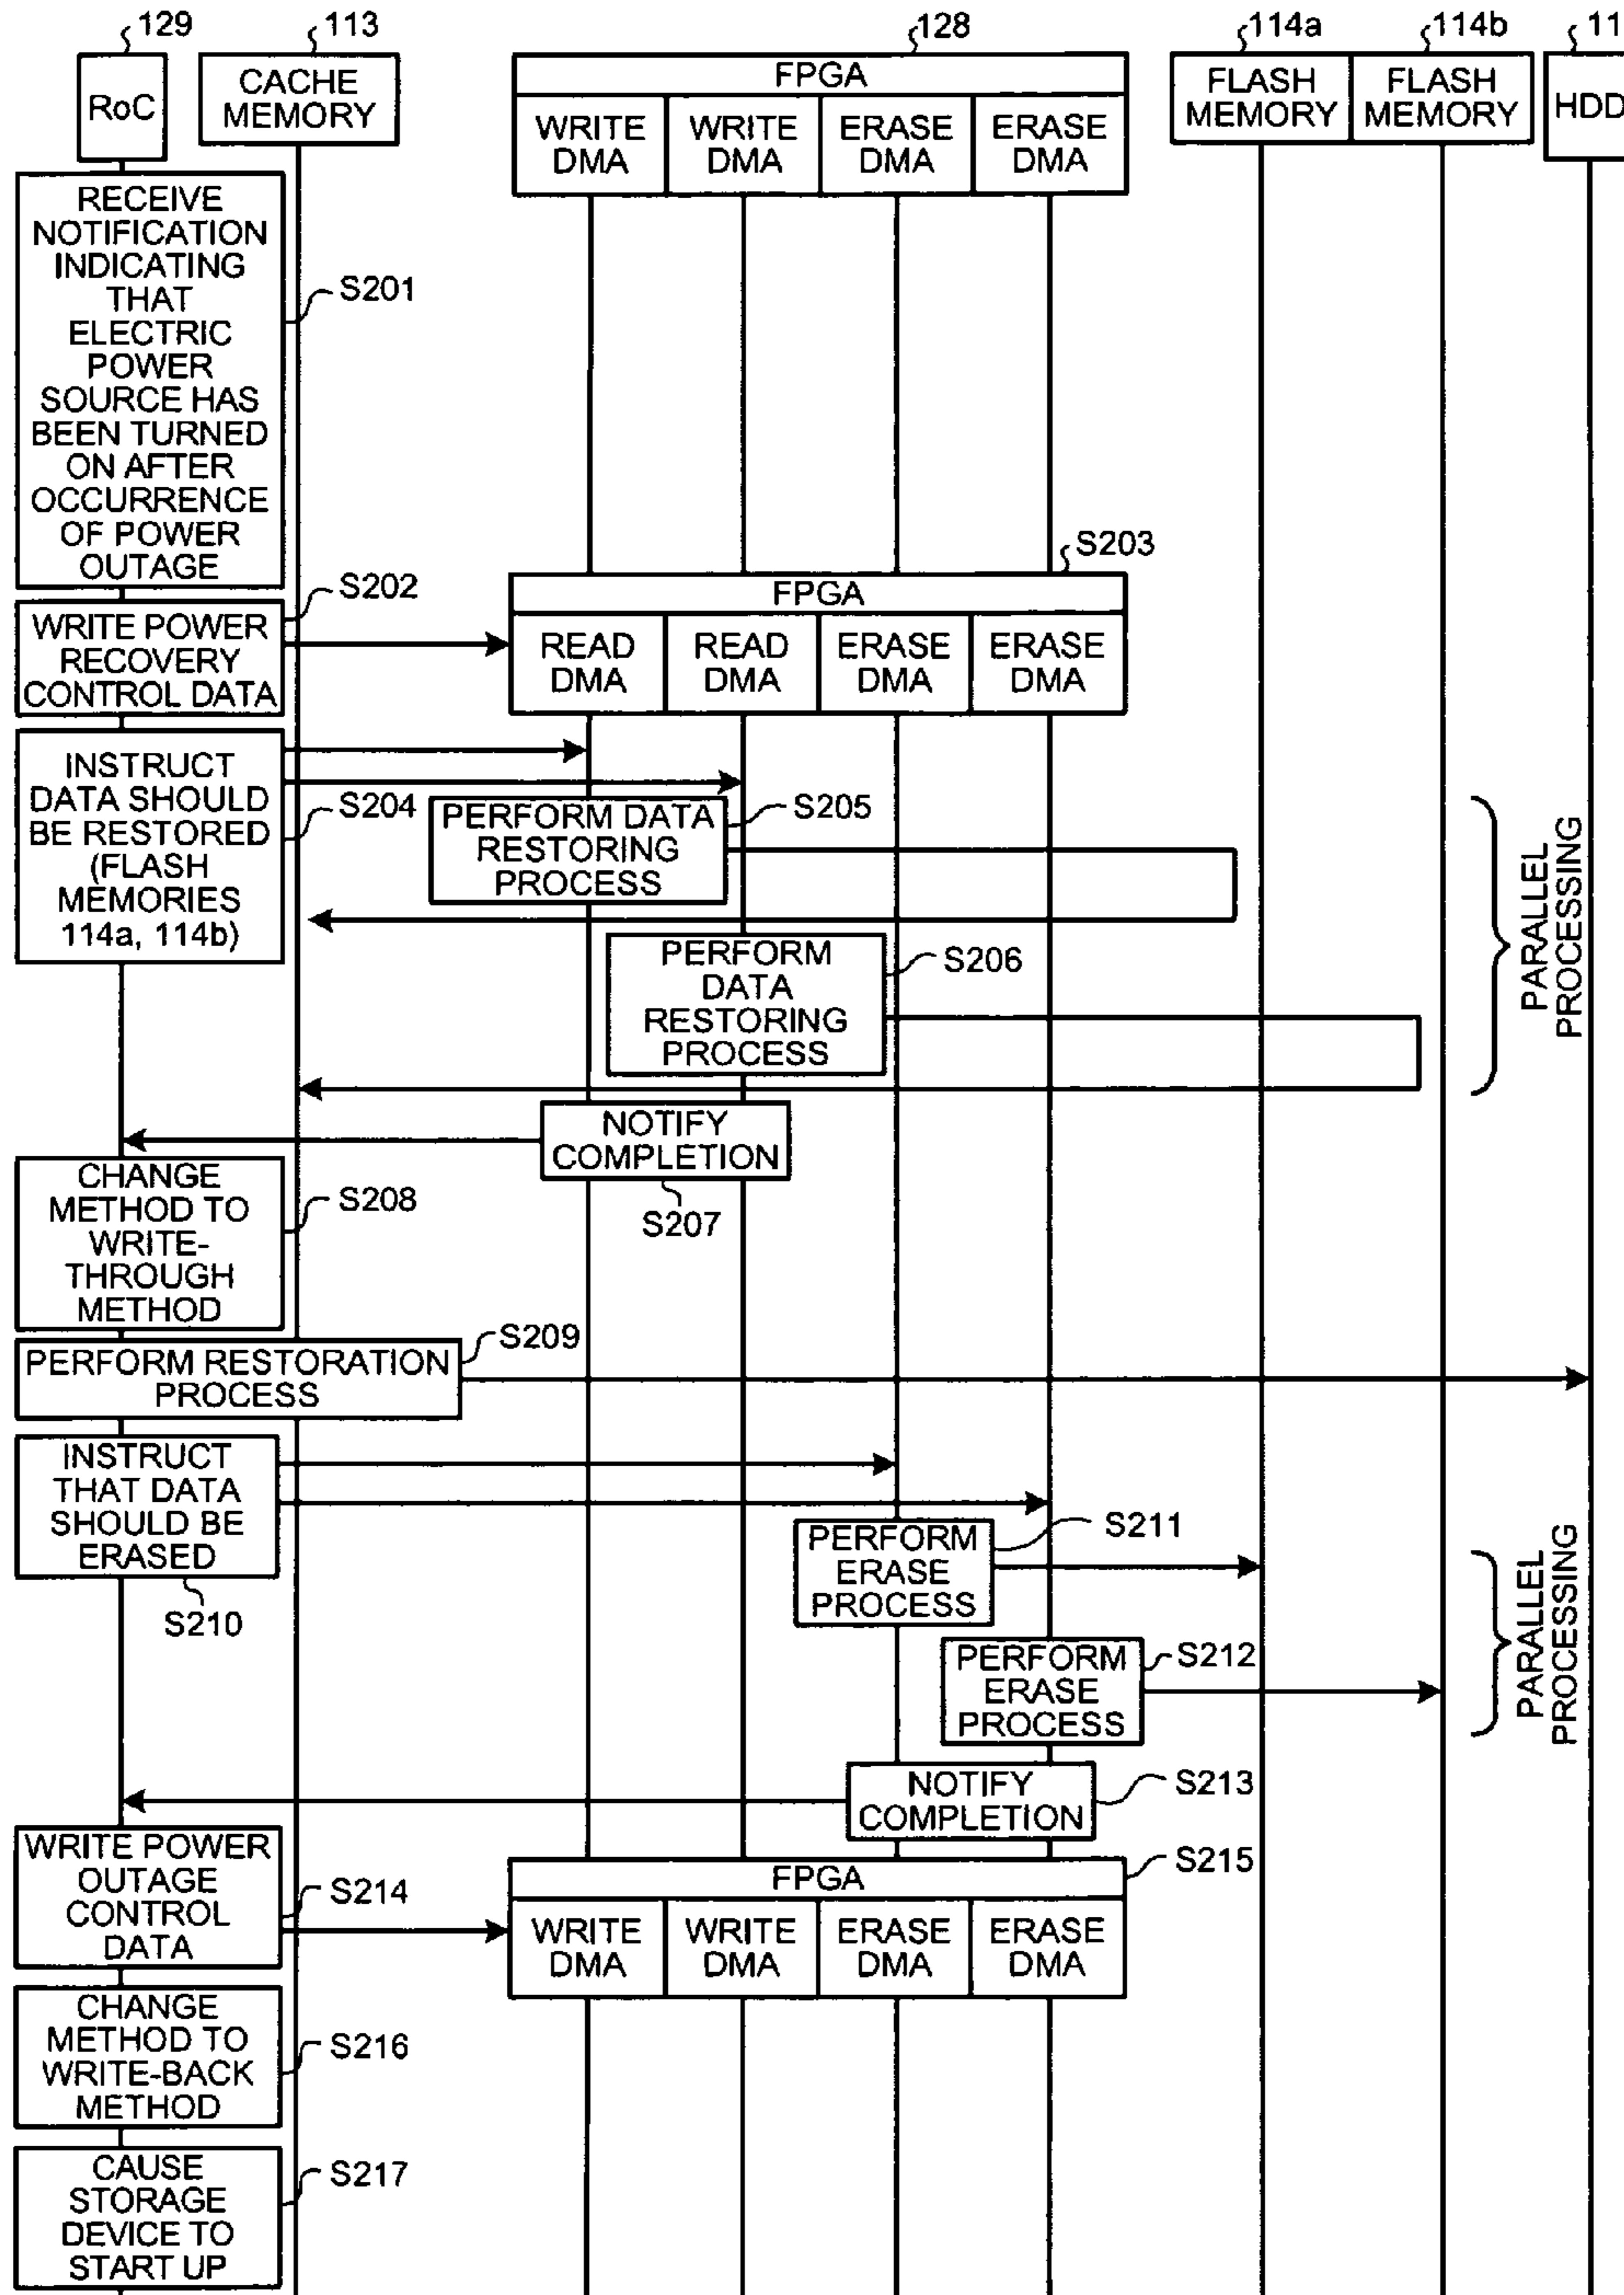 129
113
128
114a
114b
11
RoC
CACHE
MEMORY
FPGA
WRITE
DMA
WRITE
DMA
ERASE
DMA
ERASE
DMA
FLASH
MEMORY
FLASH
MEMORY
HDD
RECEIVE
NOTIFICATION
INDICATING
THAT
ELECTRIC
POWER
SOURCE HAS
BEEN TURNED
ON AFTER
OCCURRENCE
OF POWER
OUTAGE
S201
WRITE POWER
RECOVERY
CONTROL DATA
S202
S203
FPGA
READ
DMA
READ
DMA
ERASE
DMA
ERASE
DMA
INSTRUCT
DATA SHOULD
BE RESTORED
(FLASH
MEMORIES
114a, 114b)
S204
PERFORM DATA
RESTORING
PROCESS
S205
PERFORM
DATA
RESTORING
PROCESS
S206
PARALLEL
PROCESSING
NOTIFY
COMPLETION
S207
CHANGE
METHOD TO
WRITE-
THROUGH
METHOD
S208
PERFORM RESTORATION
PROCESS
S209
INSTRUCT
THAT DATA
SHOULD BE
ERASED
S210
PERFORM
ERASE
PROCESS
S211
PERFORM
ERASE
PROCESS
S212
PARALLEL
PROCESSING
NOTIFY
COMPLETION
S213
WRITE POWER
OUTAGE
CONTROL
DATA
S214
S215
FPGA
WRITE
DMA
WRITE
DMA
ERASE
DMA
ERASE
DMA
CHANGE
METHOD TO
WRITE-BACK
METHOD
S216
CAUSE
STORAGE
DEVICE TO
START UP
S217